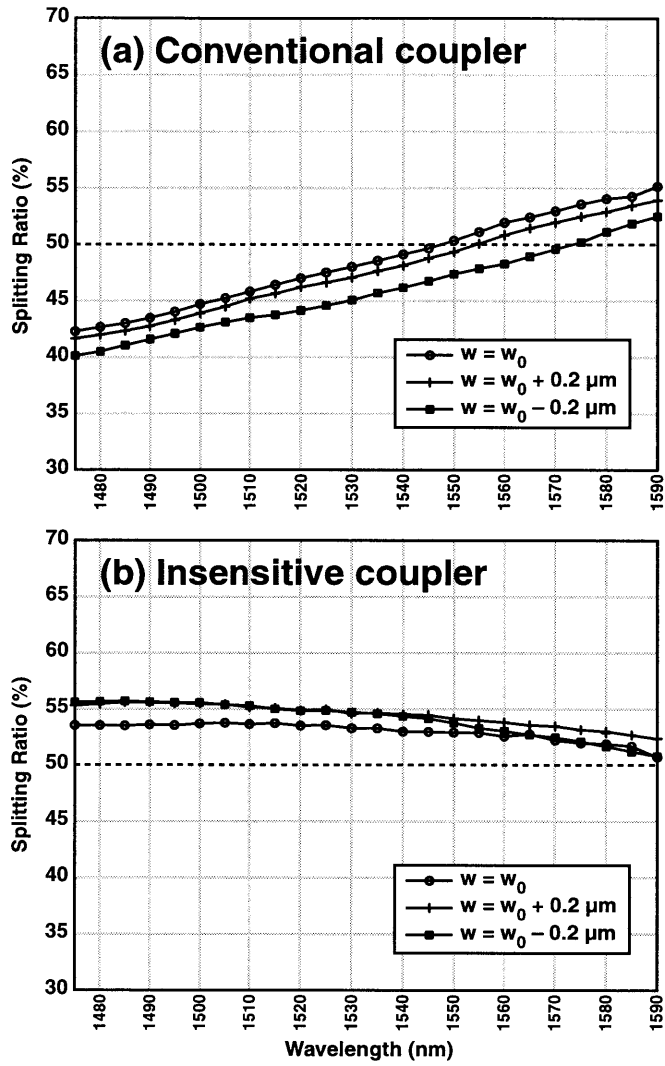 (a) Conventional coupler
Splitting Ratio (%)
70
65
60
55
50
45
40
35
30
w = w0
w = w0 + 0.2 µm
w = w0 – 0.2 µm
1480 1490 1500 1510 1520 1530 1540 1550 1560 1570 1580 1590
(b) Insensitive coupler
Splitting Ratio (%)
70
65
60
55
50
45
40
35
30
w = w0
w = w0 + 0.2 µm
w = w0 – 0.2 µm
1480 1490 1500 1510 1520 1530 1540 1550 1560 1570 1580 1590
Wavelength (nm)